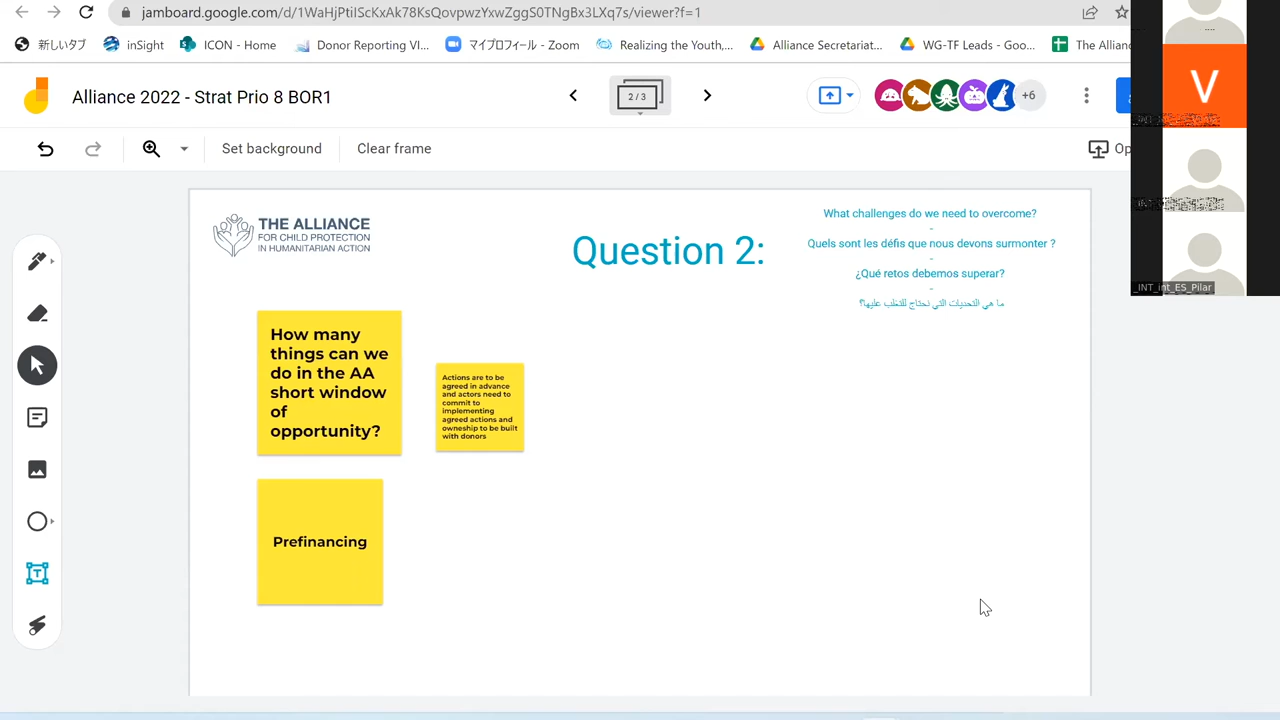 jamboard.google.com/d/1WaHjPtiIScKxAk78KsQovpwzYxwZggS0TNgBx3LXq7s/viewer?f=1
新しいタブ
inSight
ICON - Home
Donor Reporting VI...
マイプロフィール - Zoom
Realizing the Youth,...
Alliance Secretariat...
WG-TF Leads - Goo...
The Allian
Alliance 2022 - Strat Prio 8 BOR1
2 / 3
+6
V
Set background
Clear frame
Op
THE ALLIANCE
FOR CHILD PROTECTION
IN HUMANITARIAN ACTION
Question 2:
What challenges do we need to overcome?
-
Quels sont les défis que nous devons surmonter ?
-
¿Qué retos debemos superar?
-
ما هي التحديات التي نحتاج للتغلب عليها؟
_INT_int_ES_Pilar
How many
things can we
do in the AA
short window
of
opportunity?
Actions are to be
agreed in advance
and actors need to
commit to
implementing
agreed actions and
owneship to be built
with donors
Prefinancing
T